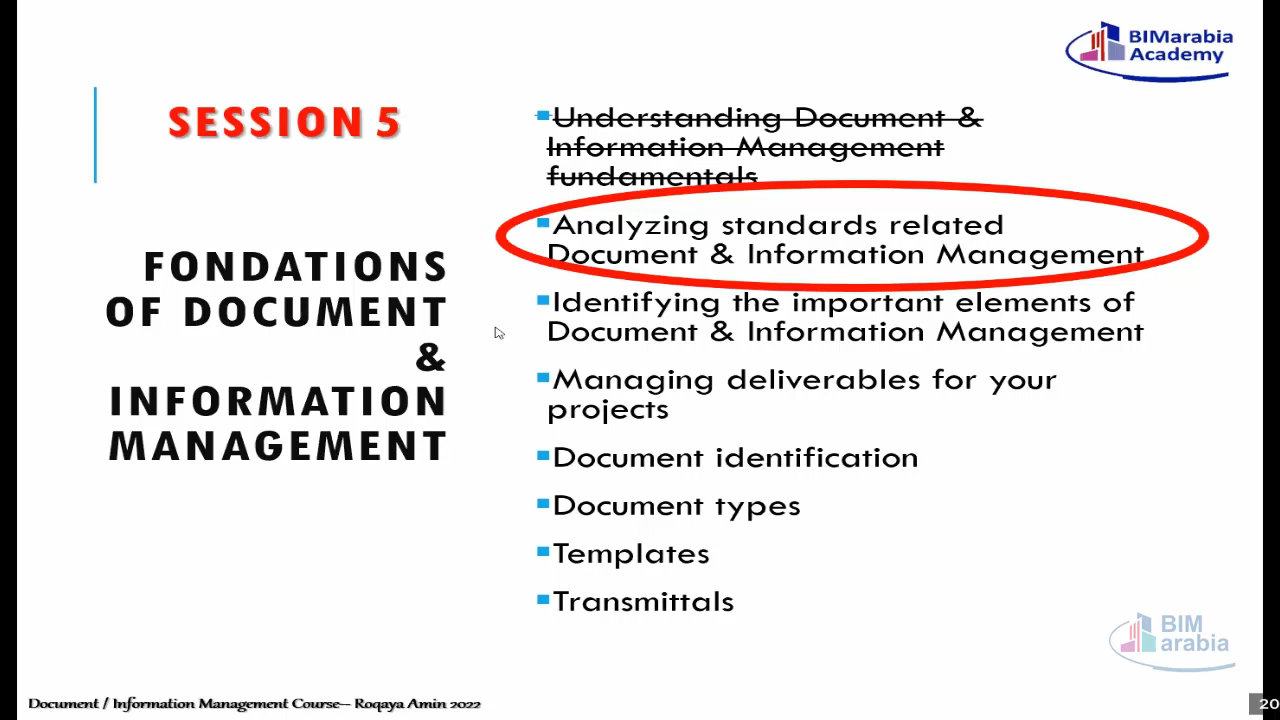 BIMarabia
Academy
SESSION 5
FONDATIONS
OF DOCUMENT
&
INFORMATION
MANAGEMENT
Understanding Document &
Information Management
fundamentals
Analyzing standards related
Document & Information Management
Identifying the important elements of
Document & Information Management
Managing deliverables for your
projects
Document identification
Document types
Templates
Transmittals
BIM
arabia
Document / Information Management Course-- Roqaya Amin 2022
20